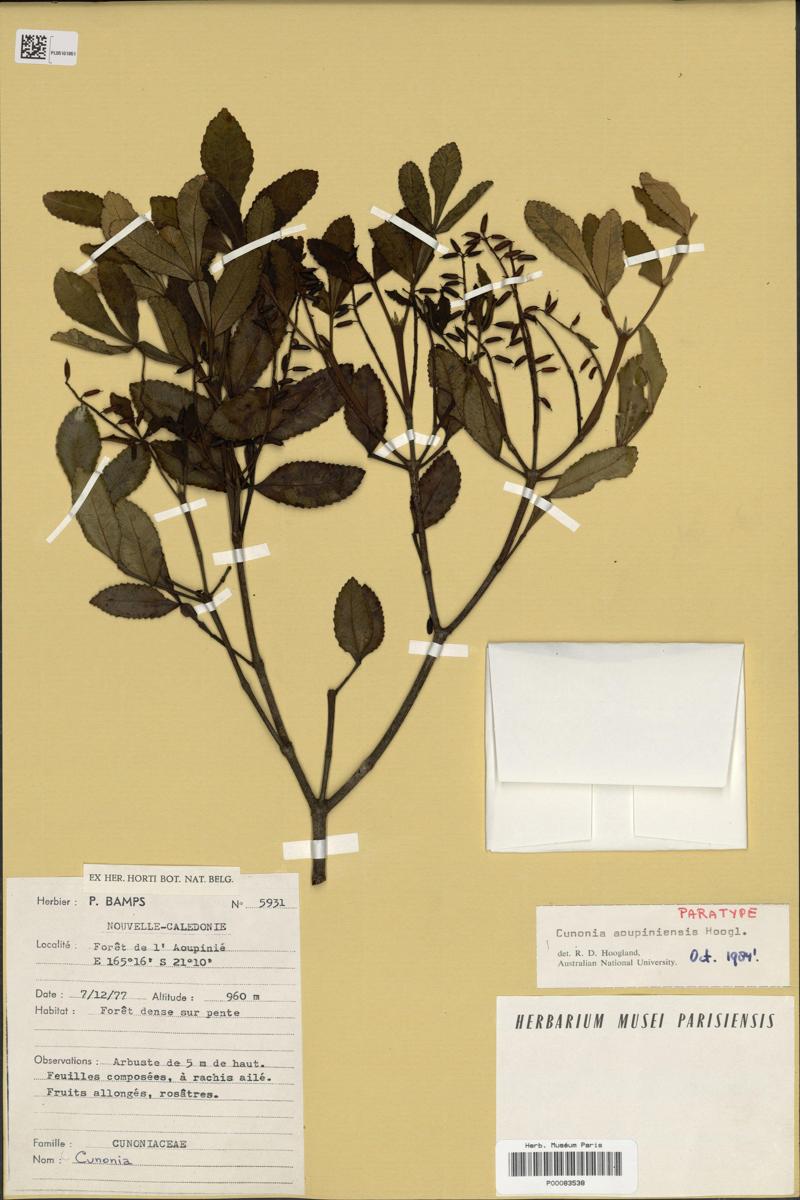 P05101851
EX HER. HORTI BOT. NAT. BELG.
Herbier : P. BAMPS No 5931
NOUVELLE-CALEDONIE
Localité : Forêt de l' Aoupinié
E 165°16' S 21°10'
Date : 7/12/77 Altitude : 960 m
Habitat : Forêt dense sur pente
Observations : Arbuste de 5 m de haut.
Feuilles composées, à rachis ailé.
Fruits allongés, rosâtres.
Famille : CUNONIACEAE
Nom : Cunonia
PARATYPE
Cunonia aoupiniensis Hoogl.
det. R. D. Hoogland,
Australian National University. Oct. 1984!
HERBARIUM MUSEI PARISIENSIS
Herb. Muséum Paris
P00083538